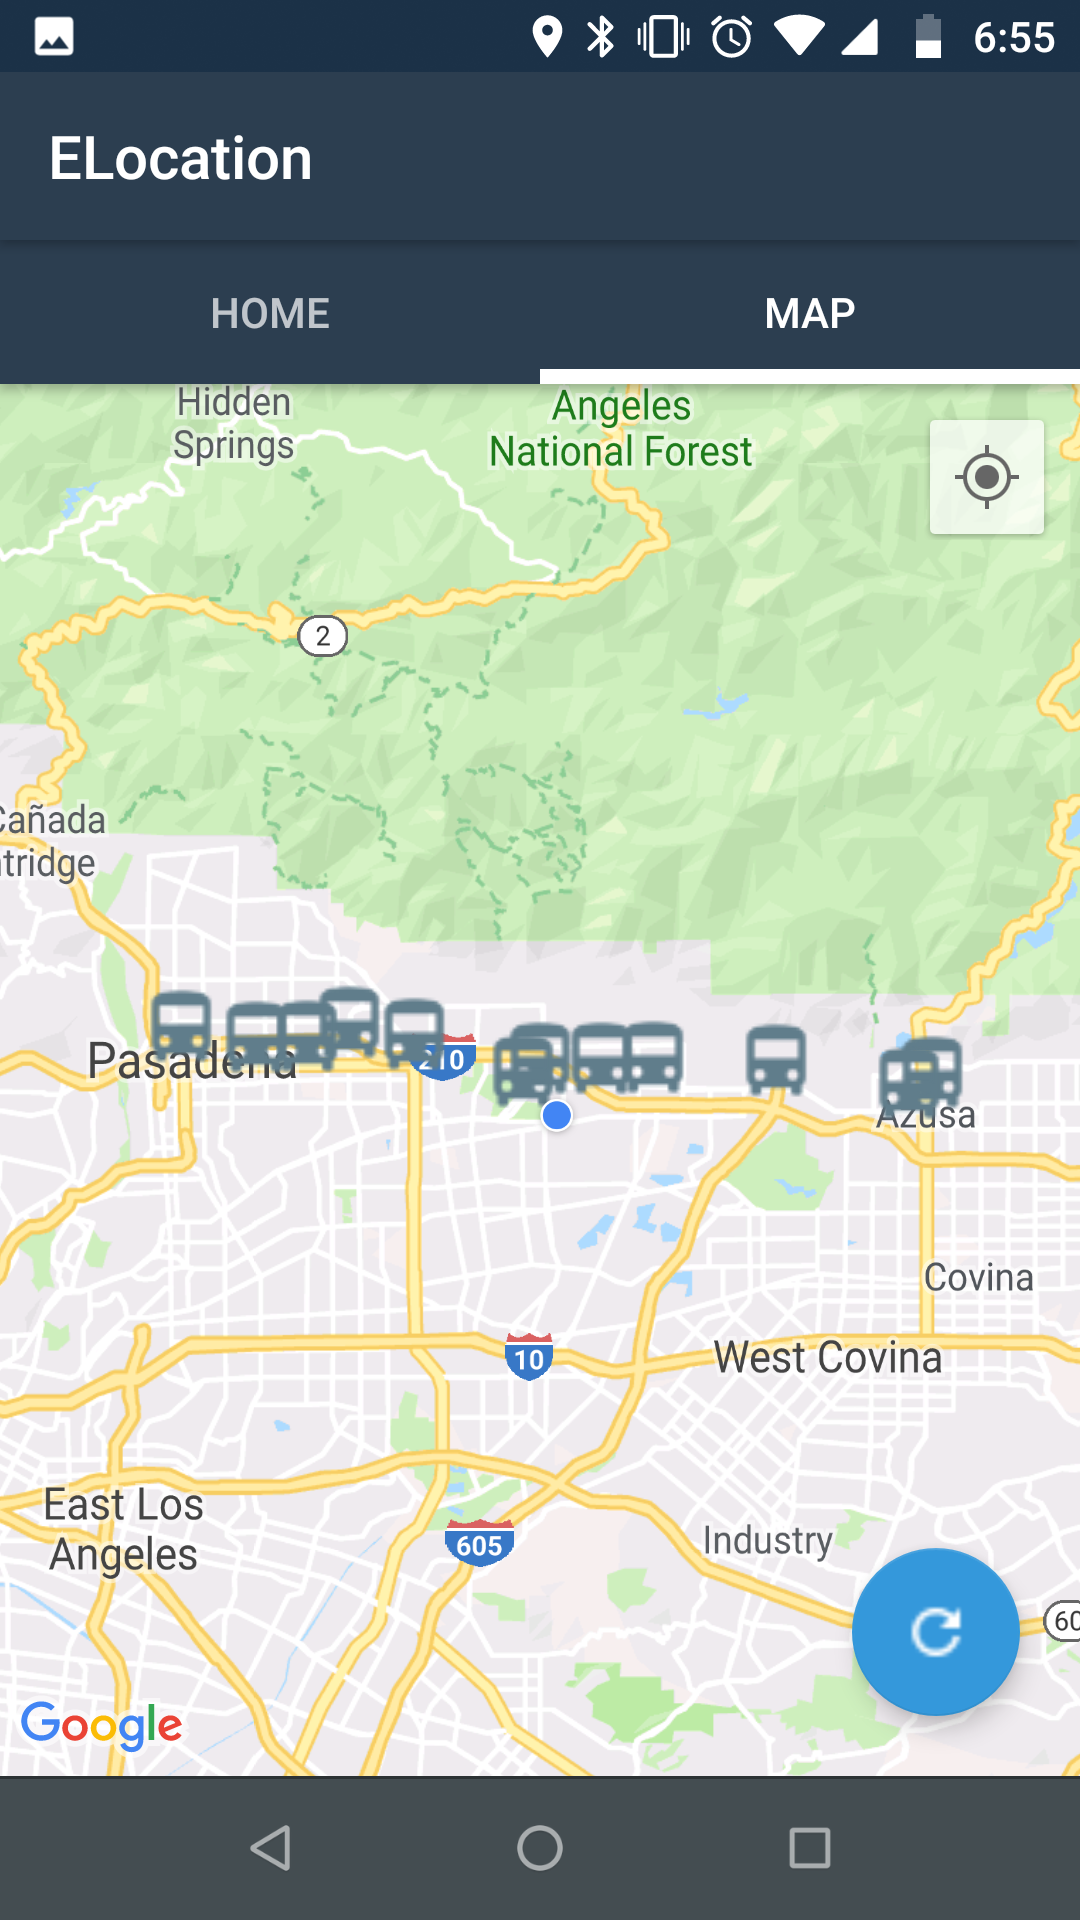 6:55
ELocation
HOME
MAP
Hidden
Springs
Angeles
National Forest
2
Cañada
tridge
Pasadena
210
Azusa
Covina
10
West Covina
East Los
Angeles
605
Industry
60
Google